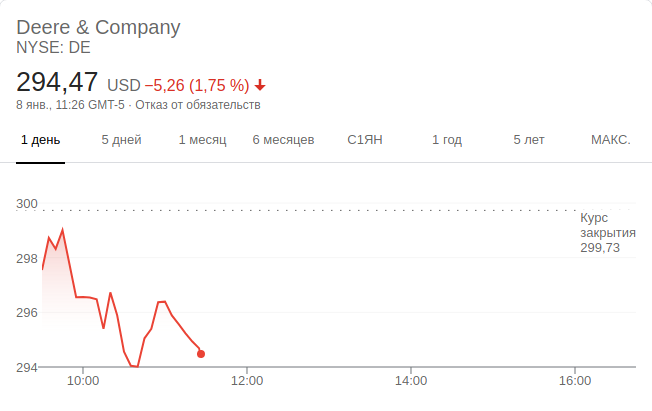 Deere & Company
NYSE: DE
294,47 USD −5,26 (1,75 %)
8 янв., 11:26 GMT-5 · Отказ от обязательств
1 день 5 дней 1 месяц 6 месяцев С1ЯН 1 год 5 лет МАКС.
300
Курс
закрытия
299,73
298
296
294
10:00 12:00 14:00 16:00